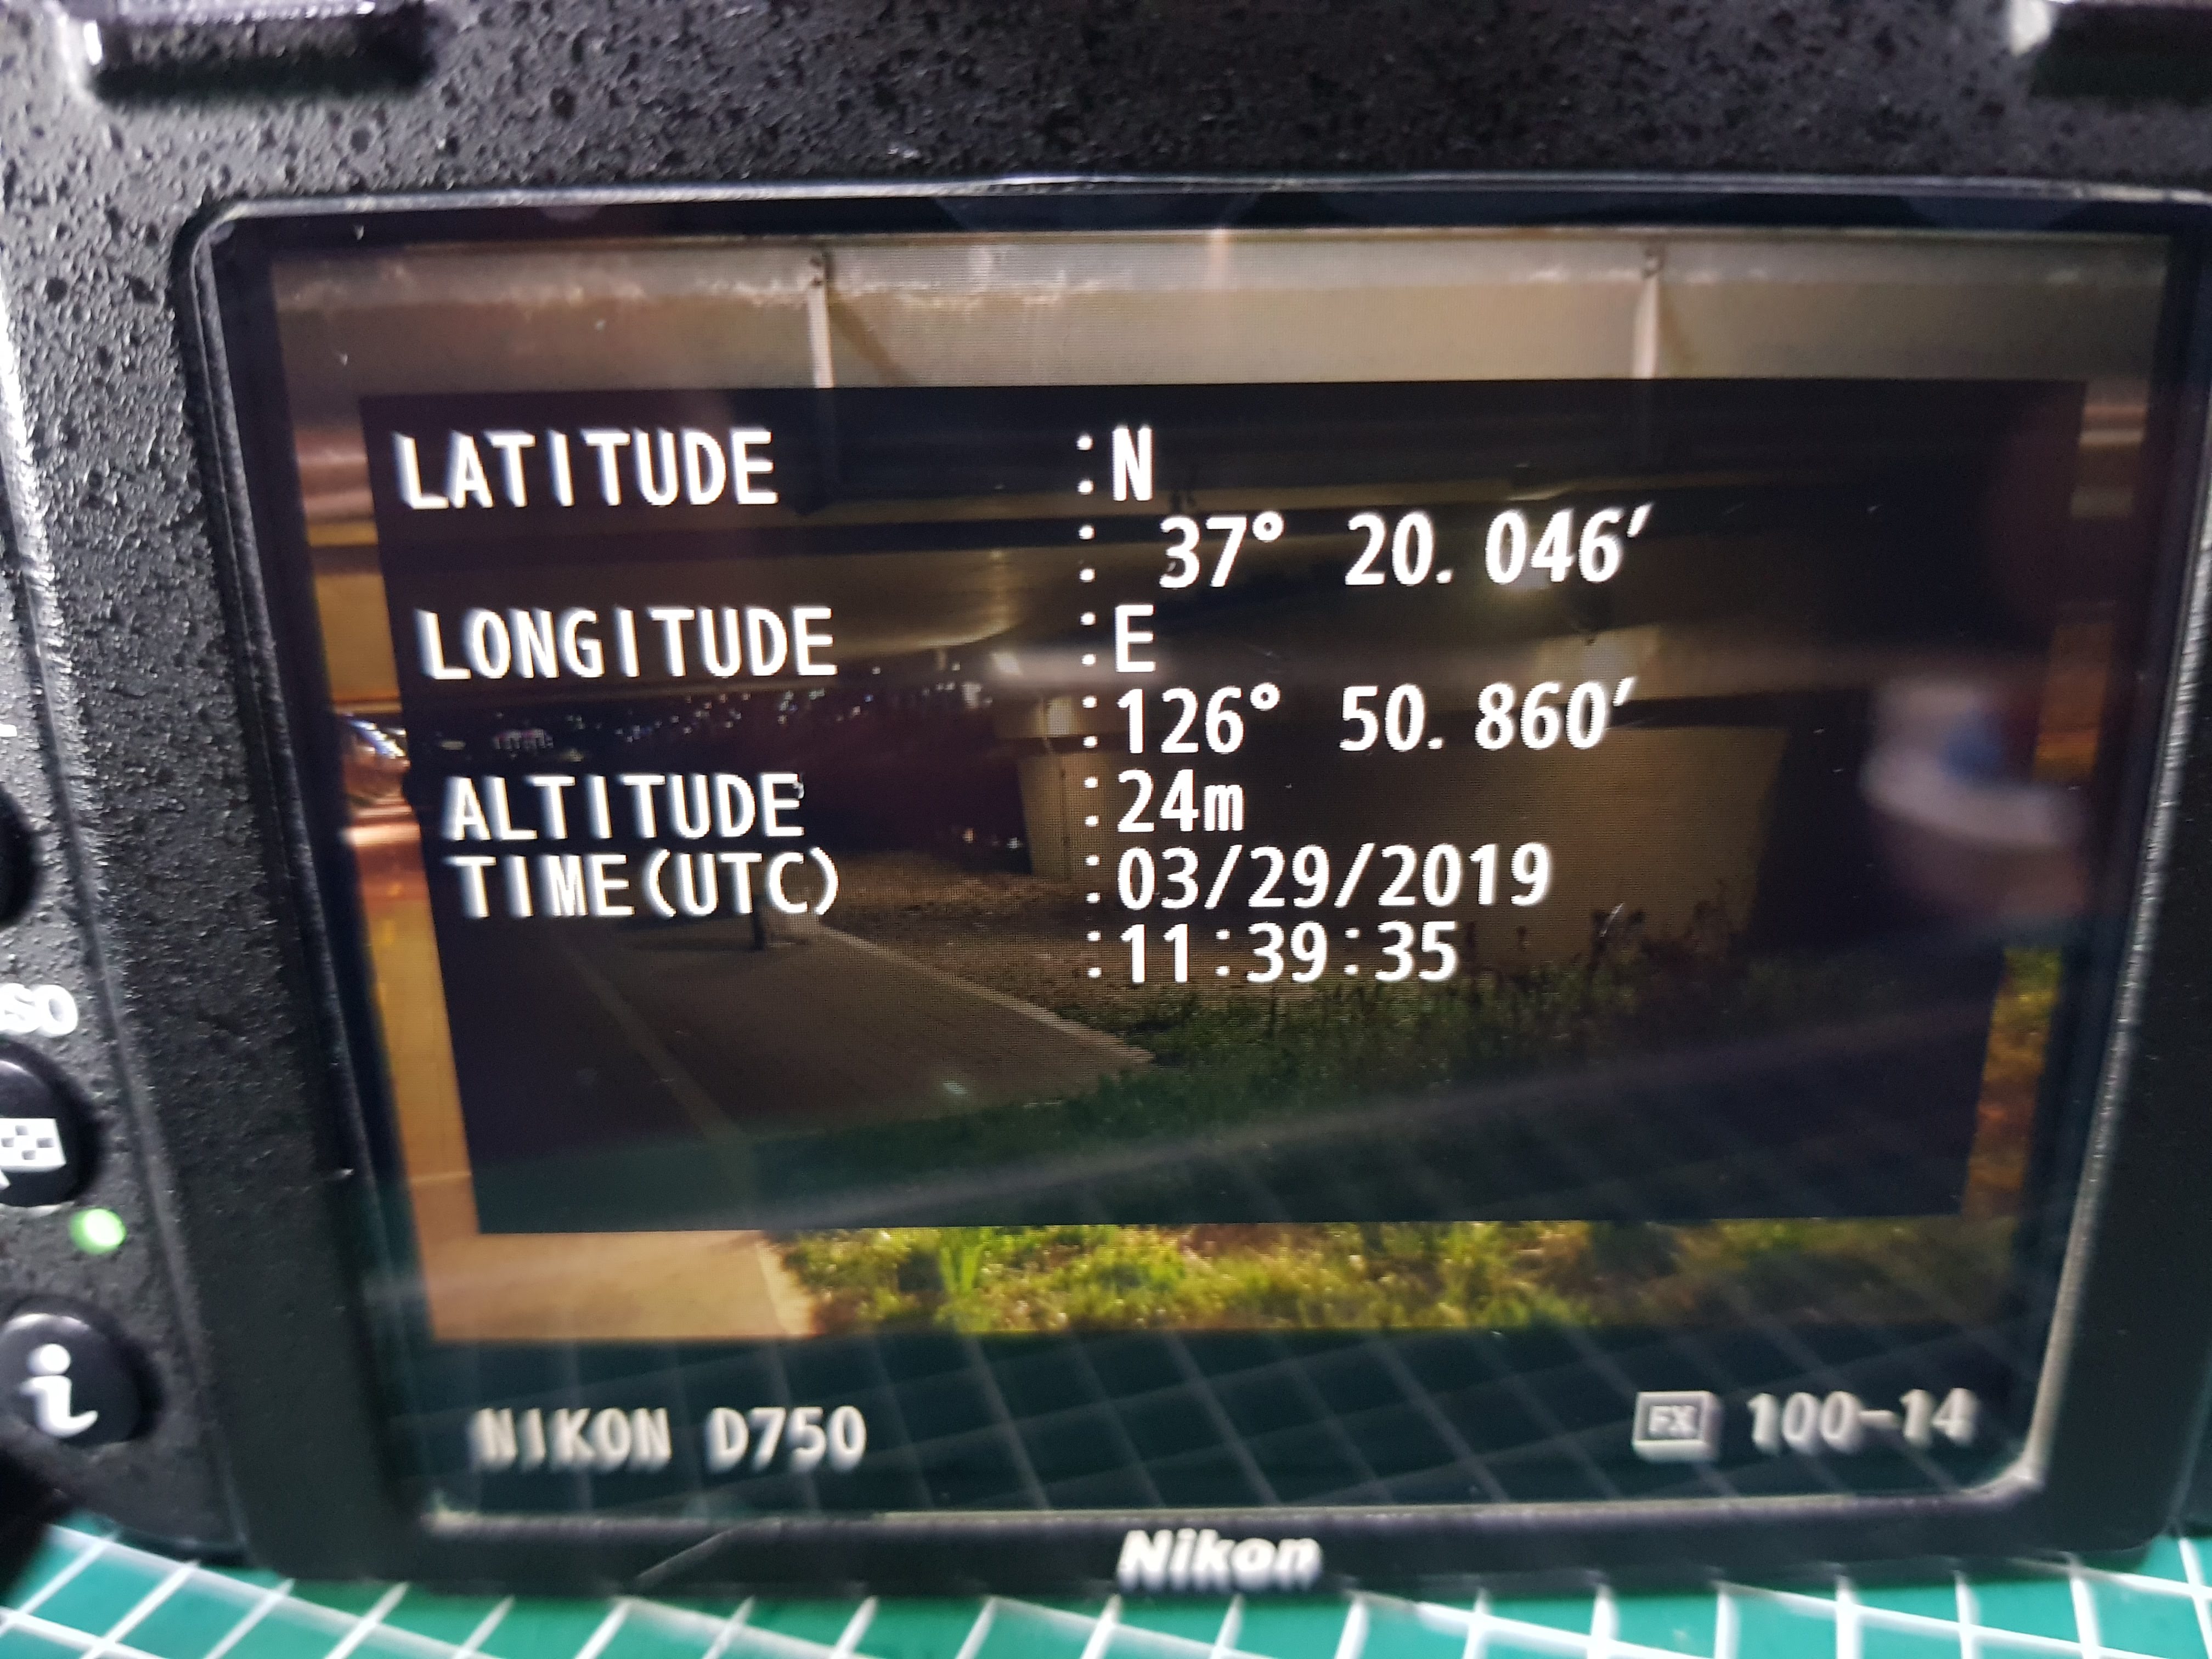 LATITUDE :N
: 37° 20.046′
LONGITUDE :E
:126° 50.860′
ALTITUDE :24m
TIME(UTC) :03/29/2019
:11:39:35
NIKON D750 FX 100-14
Nikon
i